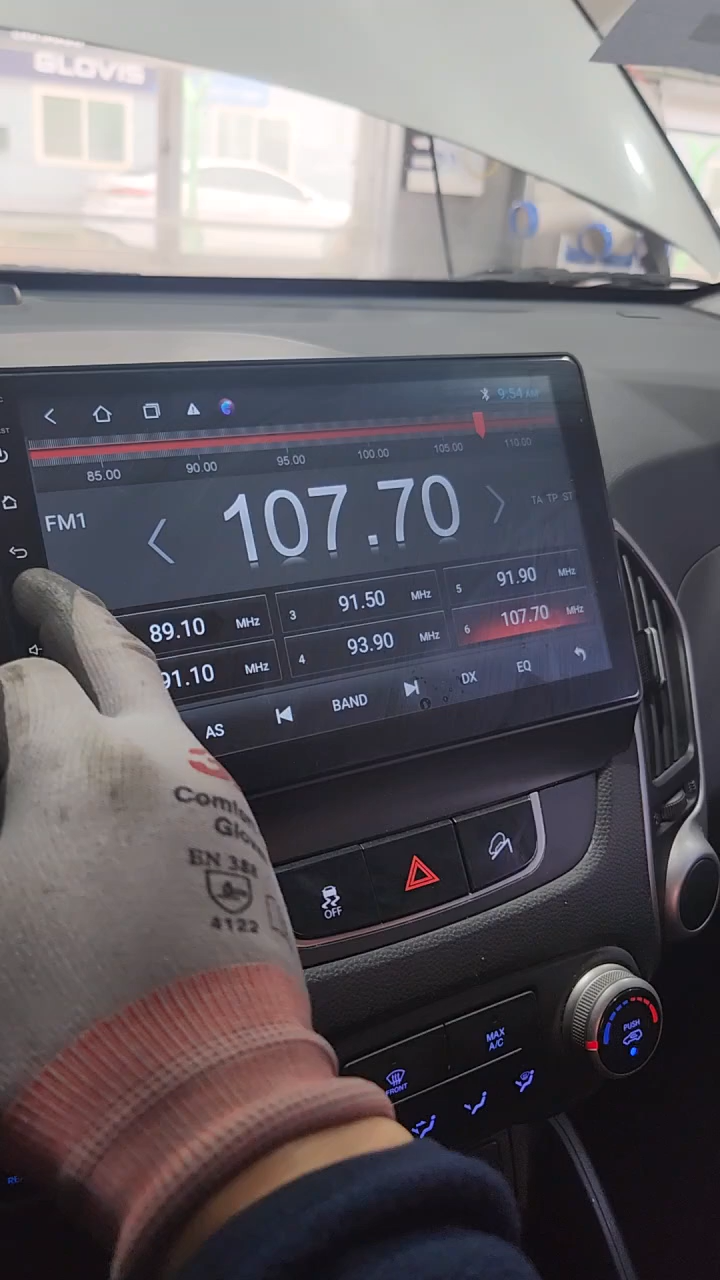 GLOVIS
9:54 AM
85.00 90.00 95.00 100.00 105.00 110.00
FM1
107.70
TA TP ST
89.10 MHz
3 91.50 MHz
5 91.90 MHz
91.10 MHz
4 93.90 MHz
6 107.70 MHz
AS
BAND
DX
EQ
EN 388
4122
OFF
PUSH
MAX
A/C
FRONT